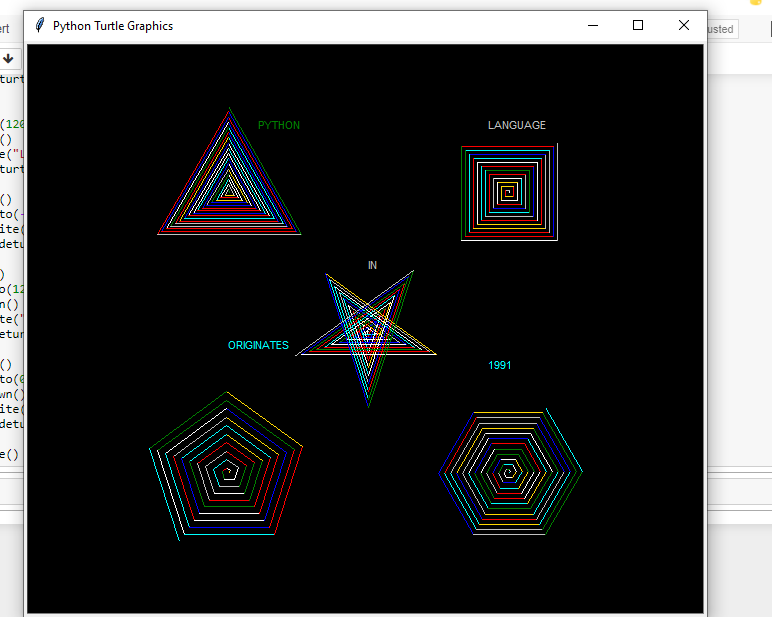 Python Turtle Graphics
ert
usted
turt
PYTHON
LANGUAGE
(120
()
e("L
turt
()
to(-
ite(
detu
IN
)
o(12
n()
te("
etur
ORIGINATES
1991
()
to(0
wn()
ite(
detu
e()